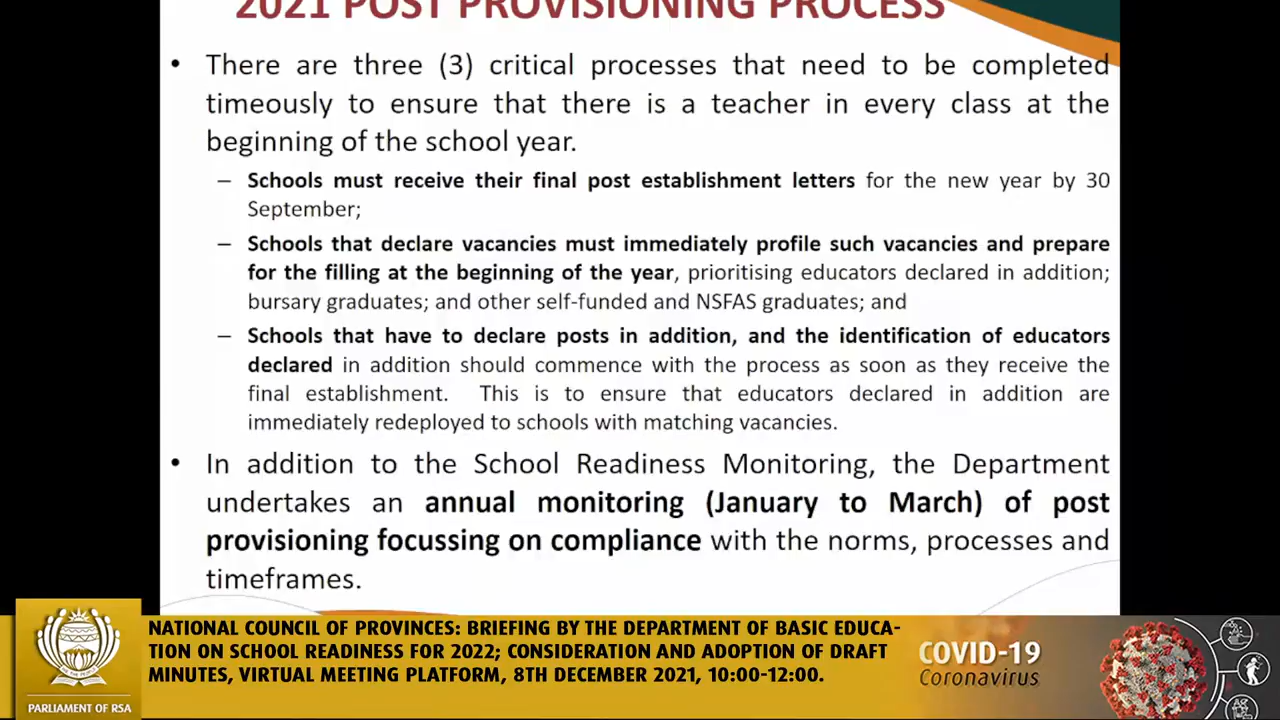 2021 POST PROVISIONING PROCESS
• There are three (3) critical processes that need to be completed
timeously to ensure that there is a teacher in every class at the
beginning of the school year.
– Schools must receive their final post establishment letters for the new year by 30
September;
– Schools that declare vacancies must immediately profile such vacancies and prepare
for the filling at the beginning of the year, prioritising educators declared in addition;
bursary graduates; and other self-funded and NSFAS graduates; and
– Schools that have to declare posts in addition, and the identification of educators
declared in addition should commence with the process as soon as they receive the
final establishment. This is to ensure that educators declared in addition are
immediately redeployed to schools with matching vacancies.
• In addition to the School Readiness Monitoring, the Department
undertakes an annual monitoring (January to March) of post
provisioning focussing on compliance with the norms, processes and
timeframes.
NATIONAL COUNCIL OF PROVINCES: BRIEFING BY THE DEPARTMENT OF BASIC EDUCA-
TION ON SCHOOL READINESS FOR 2022; CONSIDERATION AND ADOPTION OF DRAFT
MINUTES, VIRTUAL MEETING PLATFORM, 8TH DECEMBER 2021, 10:00-12:00.
PARLIAMENT OF RSA
COVID-19
Coronavirus